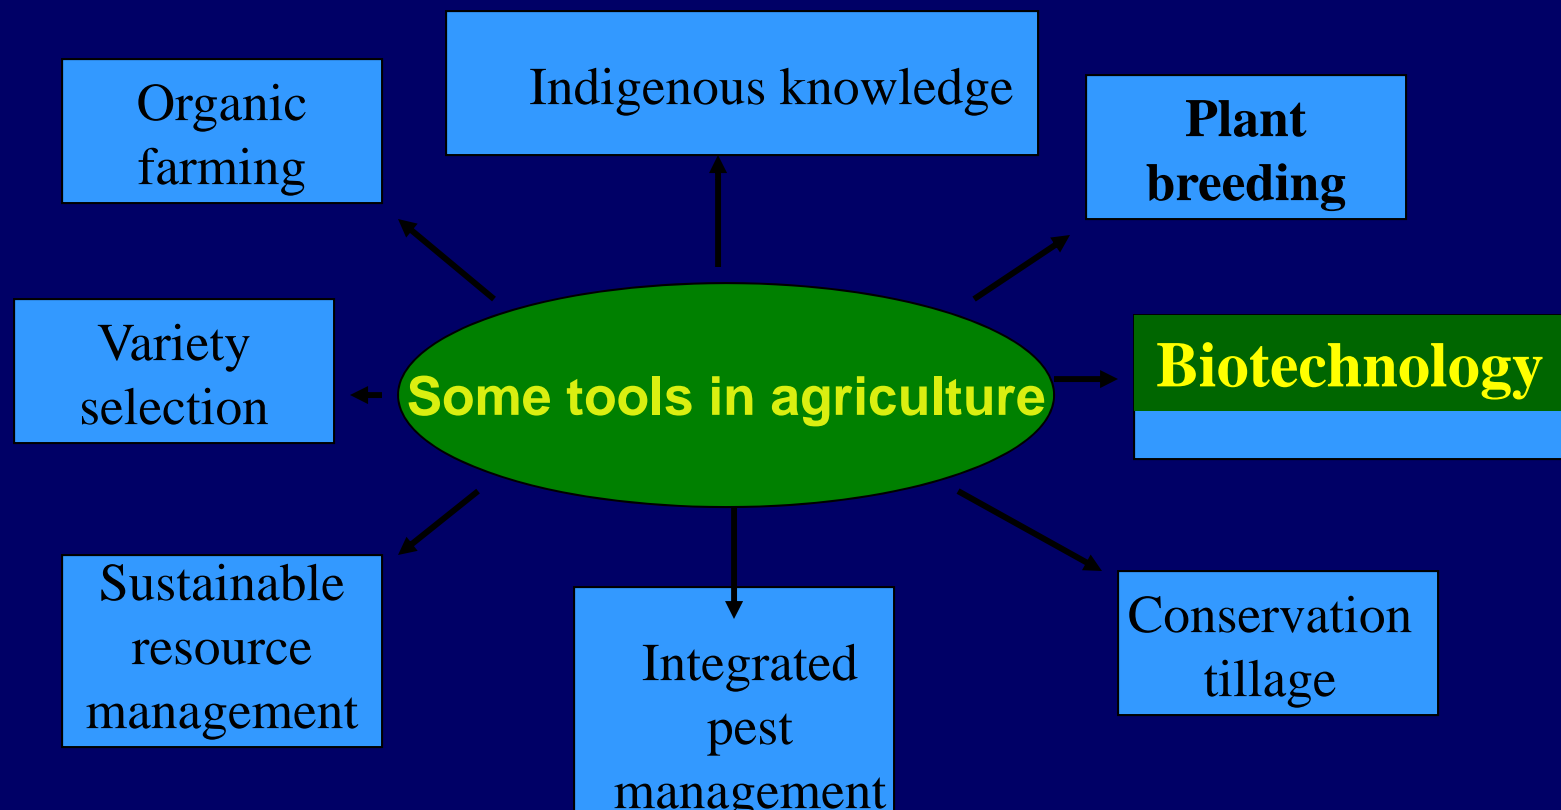 Indigenous knowledge
Organic
farming
Plant
breeding
Variety
selection
Some tools in agriculture
Biotechnology
Sustainable
resource
management
Integrated
pest
management
Conservation
tillage